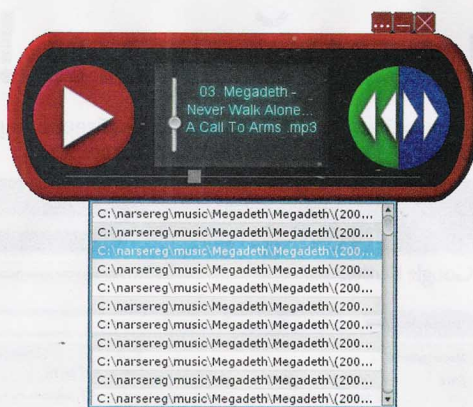 03. Megadeth -
Never Walk Alone...
A Call To Arms .mp3
C:\narsereg\music\Megadeth\Megadeth\(200...
C:\narsereg\music\Megadeth\Megadeth\(200...
C:\narsereg\music\Megadeth\Megadeth\(200...
C:\narsereg\music\Megadeth\Megadeth\(200...
C:\narsereg\music\Megadeth\Megadeth\(200...
C:\narsereg\music\Megadeth\Megadeth\(200...
C:\narsereg\music\Megadeth\Megadeth\(200...
C:\narsereg\music\Megadeth\Megadeth\(200...
C:\narsereg\music\Megadeth\Megadeth\(200...
C:\narsereg\music\Megadeth\Megadeth\(200...
C:\narsereg\music\Megadeth\Megadeth\(200...